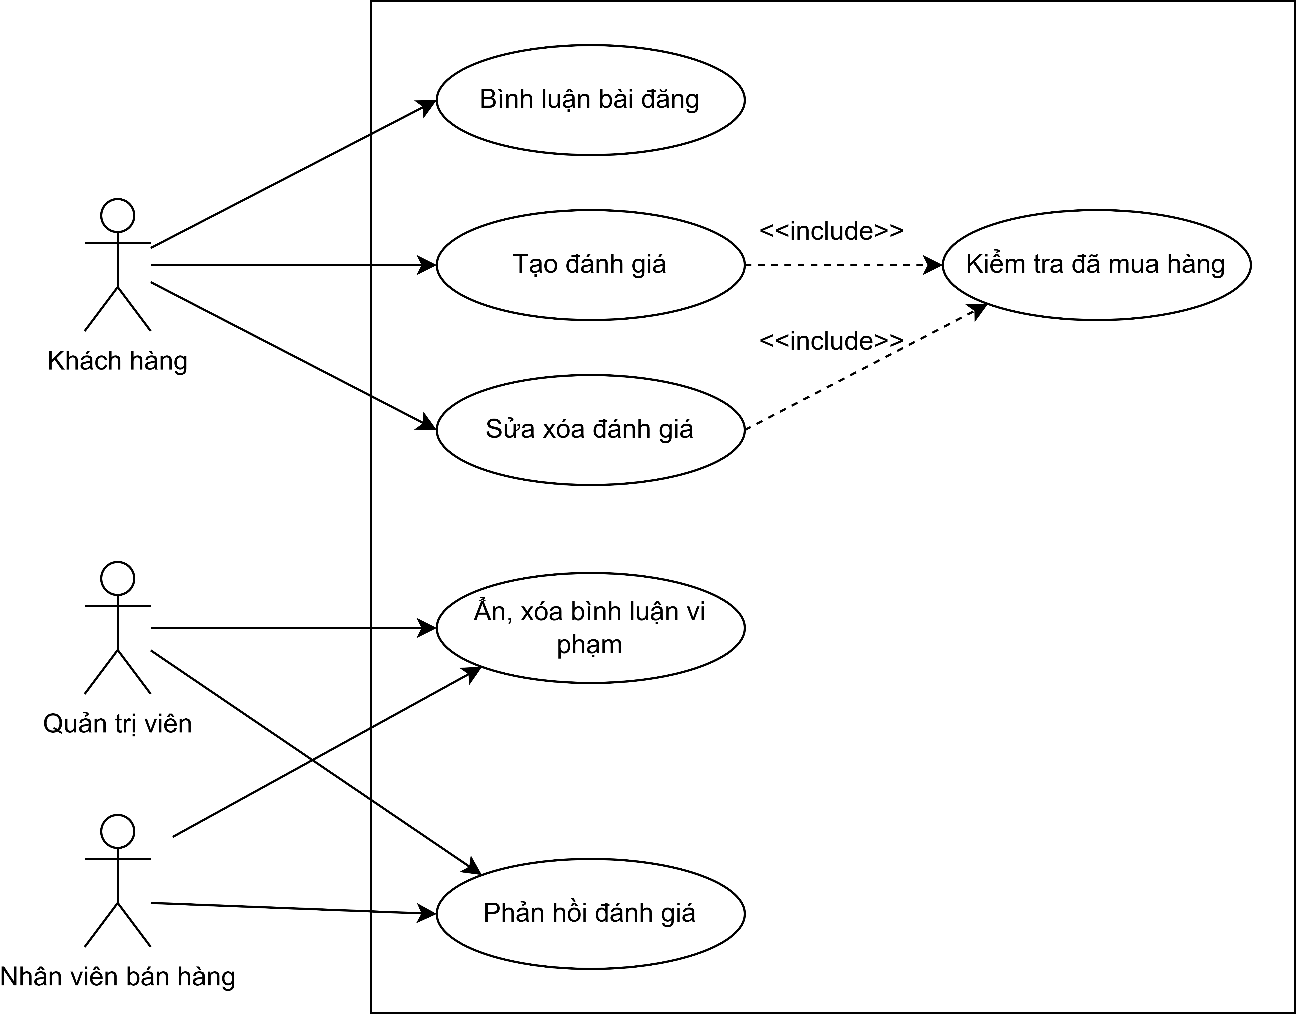 Bình luận bài đăng
<<include>>
Tạo đánh giá
Kiểm tra đã mua hàng
<<include>>
Khách hàng
Sửa xóa đánh giá
Ẩn, xóa bình luận vi
phạm
Quản trị viên
Phản hồi đánh giá
Nhân viên bán hàng